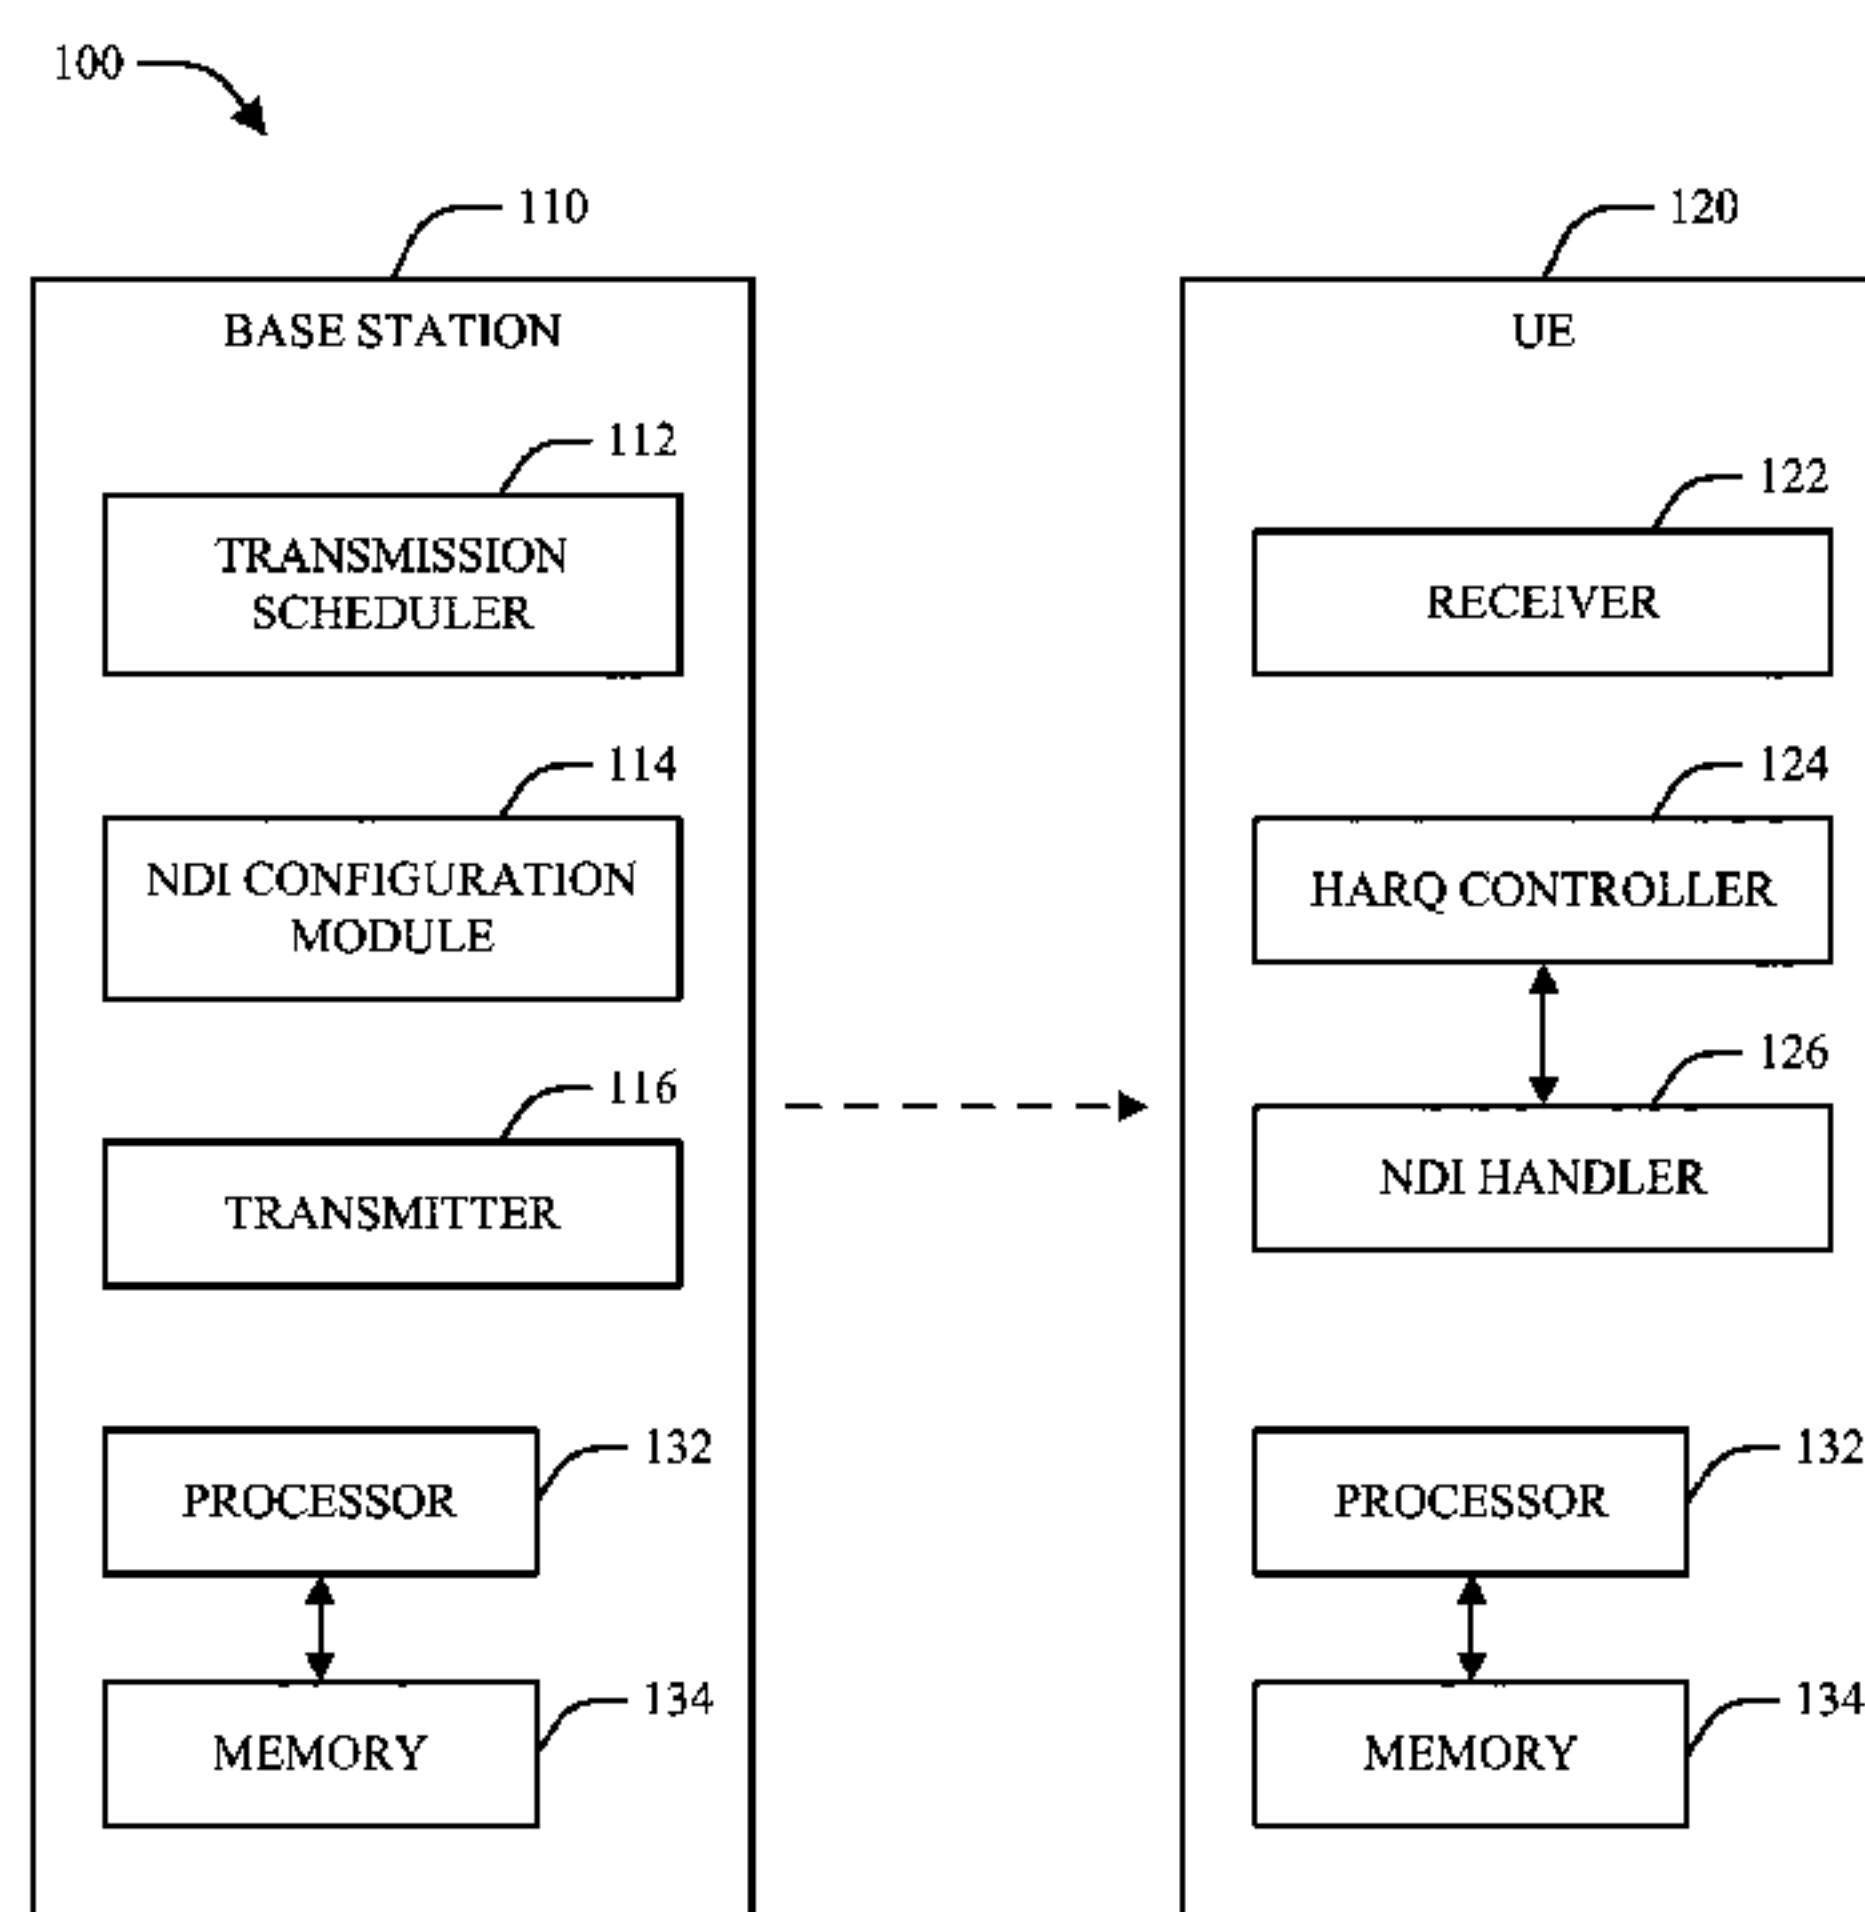 100
110
BASE STATION
112
TRANSMISSION
SCHEDULER
114
NDI CONFIGURATION
MODULE
116
TRANSMITTER
132
PROCESSOR
134
MEMORY
120
UE
122
RECEIVER
124
HARQ CONTROLLER
126
NDI HANDLER
132
PROCESSOR
134
MEMORY